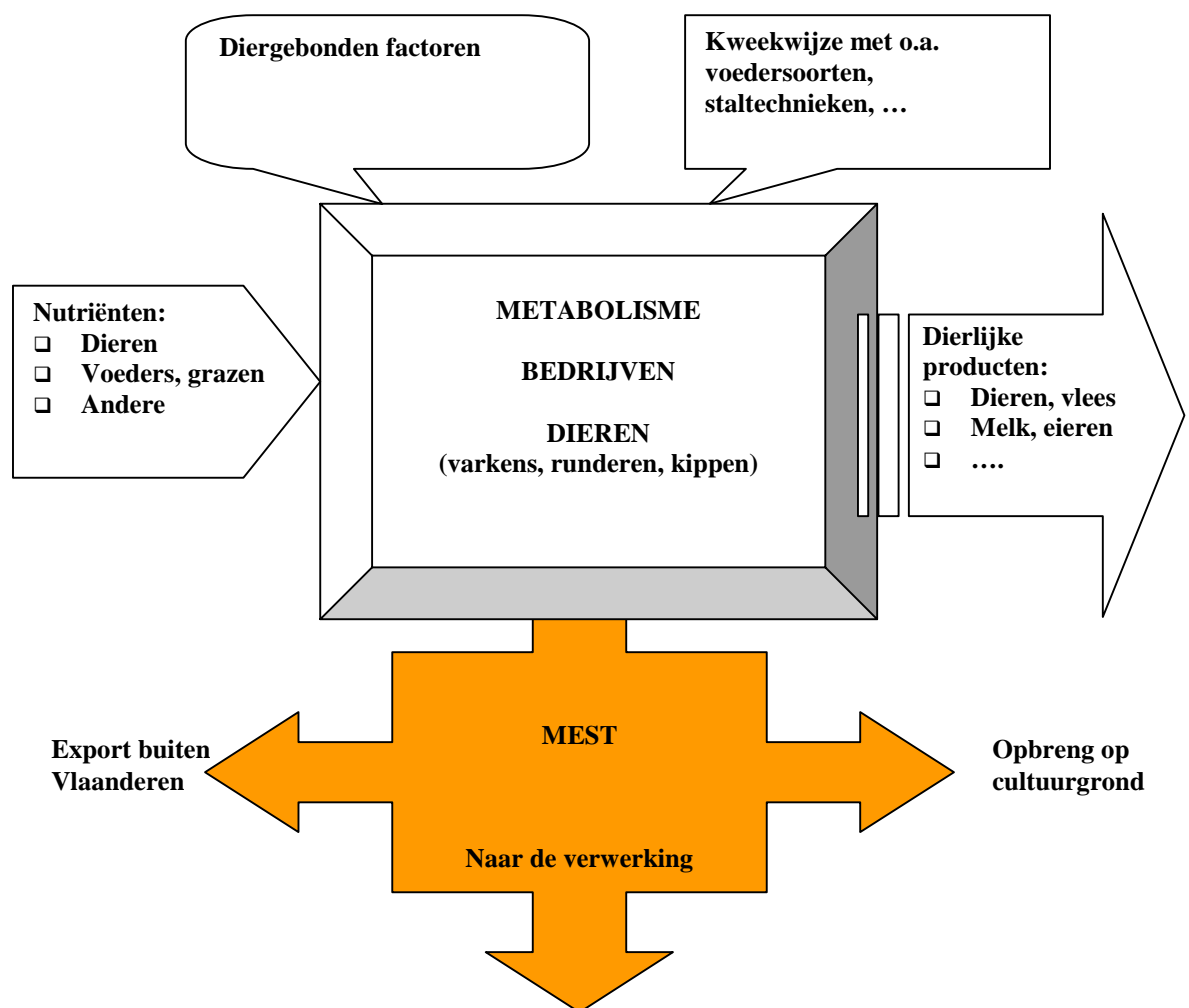 Diergebonden factoren
Kweekwijze met o.a.
voedersoorten,
staltechnieken, …
Nutriënten:
❑ Dieren
❑ Voeders, grazen
❑ Andere
METABOLISME
BEDRIJVEN
DIEREN
(varkens, runderen, kippen)
Dierlijke
producten:
❑ Dieren, vlees
❑ Melk, eieren
❑ ….
MEST
Export buiten
Vlaanderen
Opbreng op
cultuurgrond
Naar de verwerking